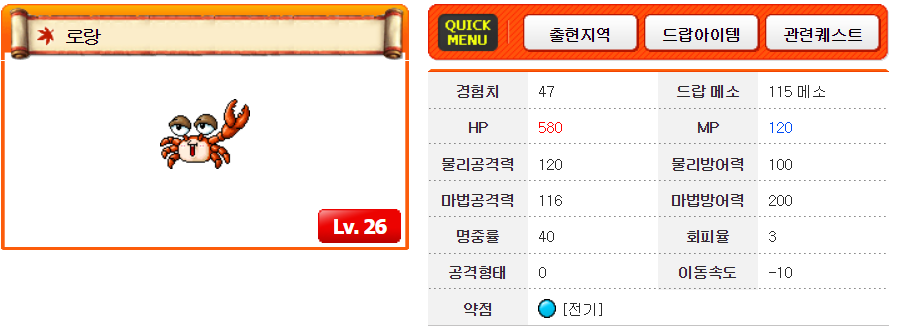 로랑
Lv. 26
QUICK MENU 출현지역 드랍아이템 관련퀘스트
경험치 47 드랍 메소 115 메소
HP 580 MP 120
물리공격력 120 물리방어력 100
마법공격력 116 마법방어력 200
명중률 40 회피율 3
공격형태 0 이동속도 -10
약점 [전기]